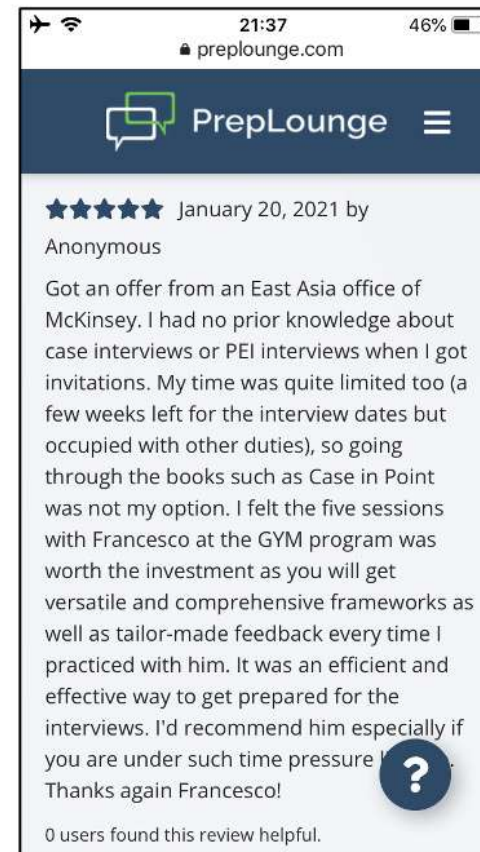 21:37
46%
preplounge.com
PrepLounge
January 20, 2021 by
Anonymous
Got an offer from an East Asia office of
McKinsey. I had no prior knowledge about
case interviews or PEI interviews when I got
invitations. My time was quite limited too (a
few weeks left for the interview dates but
occupied with other duties), so going
through the books such as Case in Point
was not my option. I felt the five sessions
with Francesco at the GYM program was
worth the investment as you will get
versatile and comprehensive frameworks as
well as tailor-made feedback every time I
practiced with him. It was an efficient and
effective way to get prepared for the
interviews. I'd recommend him especially if
you are under such time pressure
?
Thanks again Francesco!
0 users found this review helpful.